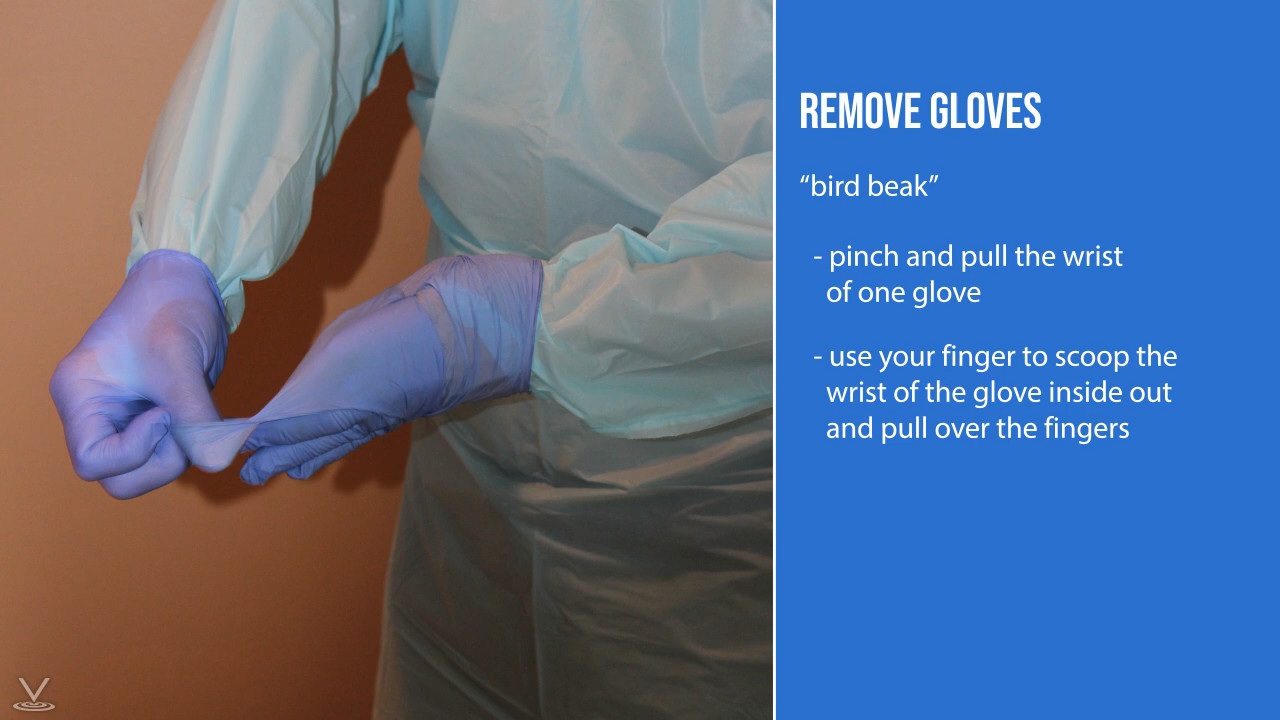 REMOVE GLOVES
“bird beak”
- pinch and pull the wrist
of one glove
- use your finger to scoop the
wrist of the glove inside out
and pull over the fingers